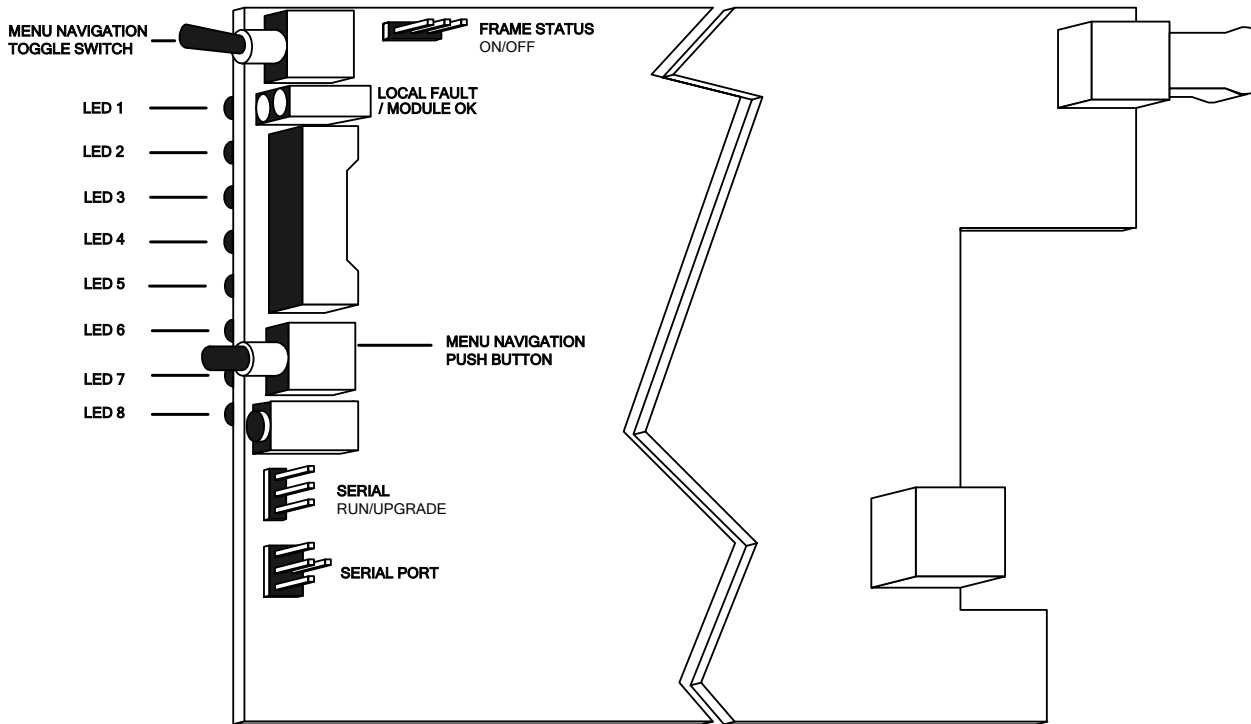 MENU NAVIGATION
TOGGLE SWITCH
FRAME STATUS
ON/OFF
LOCAL FAULT
/ MODULE OK
LED 1
LED 2
LED 3
LED 4
LED 5
LED 6
MENU NAVIGATION
PUSH BUTTON
LED 7
LED 8
SERIAL
RUN/UPGRADE
SERIAL PORT